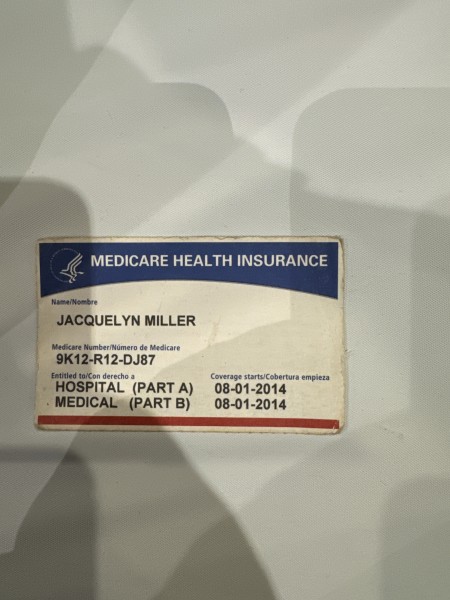 MEDICARE HEALTH INSURANCE
Name/Nombre
JACQUELYN MILLER
Medicare Number/Número de Medicare
9K12-R12-DJ87
Entitled to/Con derecho a Coverage starts/Cobertura empieza
HOSPITAL (PART A) 08-01-2014
MEDICAL (PART B) 08-01-2014